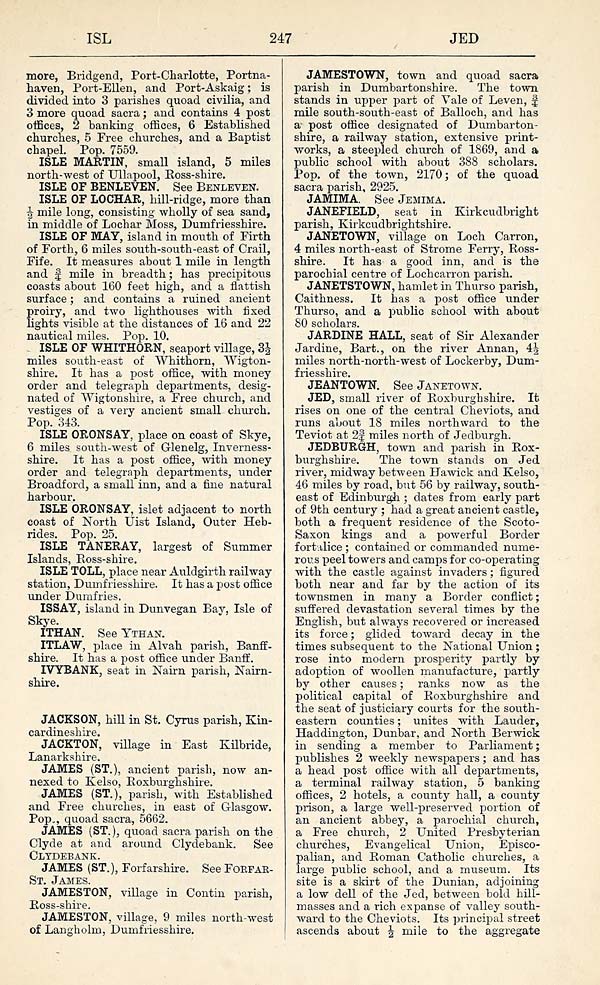 ISL 247 JED
more, Bridgend, Port-Charlotte, Portna-
haven, Port-Ellen, and Port-Askaig; is
divided into 3 parishes quoad civilia, and
3 more quoad sacra; and contains 4 post
offices, 2 banking offices, 6 Established
churches, 5 Free churches, and a Baptist
chapel. Pop. 7559.
ISLE MARTIN, small island, 5 miles
north-west of Ullapool, Ross-shire.
ISLE OF BENLEVEN. See BENLEVEN.
ISLE OF LOCHAR, hill-ridge, more than
½ mile long, consisting wholly of sea sand,
in middle of Lochar Moss, Dumfriesshire.
ISLE OF MAY, island in mouth of Firth
of Forth, 6 miles south-south-east of Crail,
Fife. It measures about 1 mile in length
and ¾ mile in breadth; has precipitous
coasts about 160 feet high, and a flattish
surface; and contains a ruined ancient
proiry, and two lighthouses with fixed
lights visible at the distances of 16 and 22
nautical miles. Pop. 10.
ISLE OF WHITHORN, seaport village, 3½
miles south-east of Whithorn, Wigton-
shire. It has a post office, with money
order and telegraph departments, desig-
nated of Wigtonshire, a Free church, and
vestiges of a very ancient small church.
Pop. 343.
ISLE ORONSAY, place on coast of Skye,
6 miles south-west of Glenelg, Inverness-
shire. It has a post office, with money
order and telegraph departments, under
Broadford, a small inn, and a fine natural
harbour.
ISLE ORONSAY, islet adjacent to north
coast of North Uist Island, Outer Heb-
rides. Pop. 25.
ISLE TANERAY, largest of Summer
Islands, Ross-shire.
ISLE TOLL, place near Auldgirth railway
station, Dumfriesshire. It has a post office
under Dumfries.
ISSAY, island in Dunvegan Bay, Isle of
Skye.
ITHAN. See YTHAN.
ITLAW, place in Alvah parish, Banff-
shire. It has a post office under Banff.
IVYBANK, seat in Nairn parish, Nairn-
shire.
JACKSON, hill in St. Cyrus parish, Kin-
cardineshire.
JACKTON, village in East Kilbride,
Lanarkshire.
JAMES (ST.), ancient parish, now an-
nexed to Kelso, Roxburghshire.
JAMES (ST.), parish, with Established
and Free churches, in east of Glasgow.
Pop., quoad sacra, 5662.
JAMES (ST.), quoad sacra parish on the
Clyde at and around Clydebank. See
CLYDEBANK.
JAMES (ST.), Forfarshire. See FORFAR-
ST. JAMES.
JAMESTON, village in Contin parish,
Ross-shire.
JAMESTON, village, 9 miles north-west
of Langholm, Dumfriesshire.
JAMESTOWN, town and quoad sacra
parish in Dumbartonshire. The town
stands in upper part of Vale of Leven, ¾
mile south-south-east of Balloch, and has
a post office designated of Dumbarton-
shire, a railway station, extensive print-
works, a steepled church of 1869, and a
public school with about 388 scholars.
Pop. of the town, 2170; of the quoad
sacra parish, 2925.
JAMIMA. See JEMIMA.
JANEFIELD, seat in Kirkcudbright
parish, Kirkcudbrightshire.
JANETOWN, village on Loch Carron,
4 miles north-east of Strome Ferry, Ross-
shire. It has a good inn, and is the
parochial centre of Lochcarron parish.
JANETSTOWN, hamlet in Thurso parish,
Caithness. It has a post office under
Thurso, and a public school with about
80 scholars.
JARDINE HALL, seat of Sir Alexander
Jardine, Bart., on the river Annan, 4½
miles north-north-west of Lockerby, Dum-
friesshire.
JEANTOWN. See JANETOWN.
JED, small river of Roxburghshire. It
rises on one of the central Cheviots, and
runs about 18 miles northward to the
Teviot at 2¾ miles north of Jedburgh.
JEDBURGH, town and parish in Rox-
burghshire. The town stands on Jed
river, midway between Hawick and Kelso,
46 miles by road, but 56 by railway, south-
east of Edinburgh; dates from early part
of 9th century; had a great ancient castle,
both a frequent residence of the Scoto-
Saxon kings and a powerful Border
fortalice; contained or commanded nume-
rous peel towers and camps for co-operating
with the castle against invaders; figured
both near and far by the action of its
townsmen in many a Border conflict;
suffered devastation several times by the
English, but always recovered or increased
its force; glided toward decay in the
times subsequent to the National Union;
rose into modern prosperity partly by
adoption of woollen manufacture, partly
by other causes; ranks now as the
political capital of Roxburghshire and
the seat of justiciary courts for the south-
eastern counties; unites with Lauder,
Haddington, Dunbar, and North Berwick
in sending a member to Parliament;
publishes 2 weekly newspapers; and has
a head post office with all departments,
a terminal railway station, 5 banking
offices, 2 hotels, a county hall, a county
prison, a large well-preserved portion of
an ancient abbey, a parochial church,
a Free church, 2 United Presbyterian
churches, Evangelical Union, Episco-
palian, and Roman Catholic churches, a
large public school, and a museum. Its
site is a skirt of the Dunian, adjoining
a low dell of the Jed, between bold hill-
masses and a rich expanse of valley south-
ward to the Cheviots. Its principal street
ascends about ½ mile to the aggregate